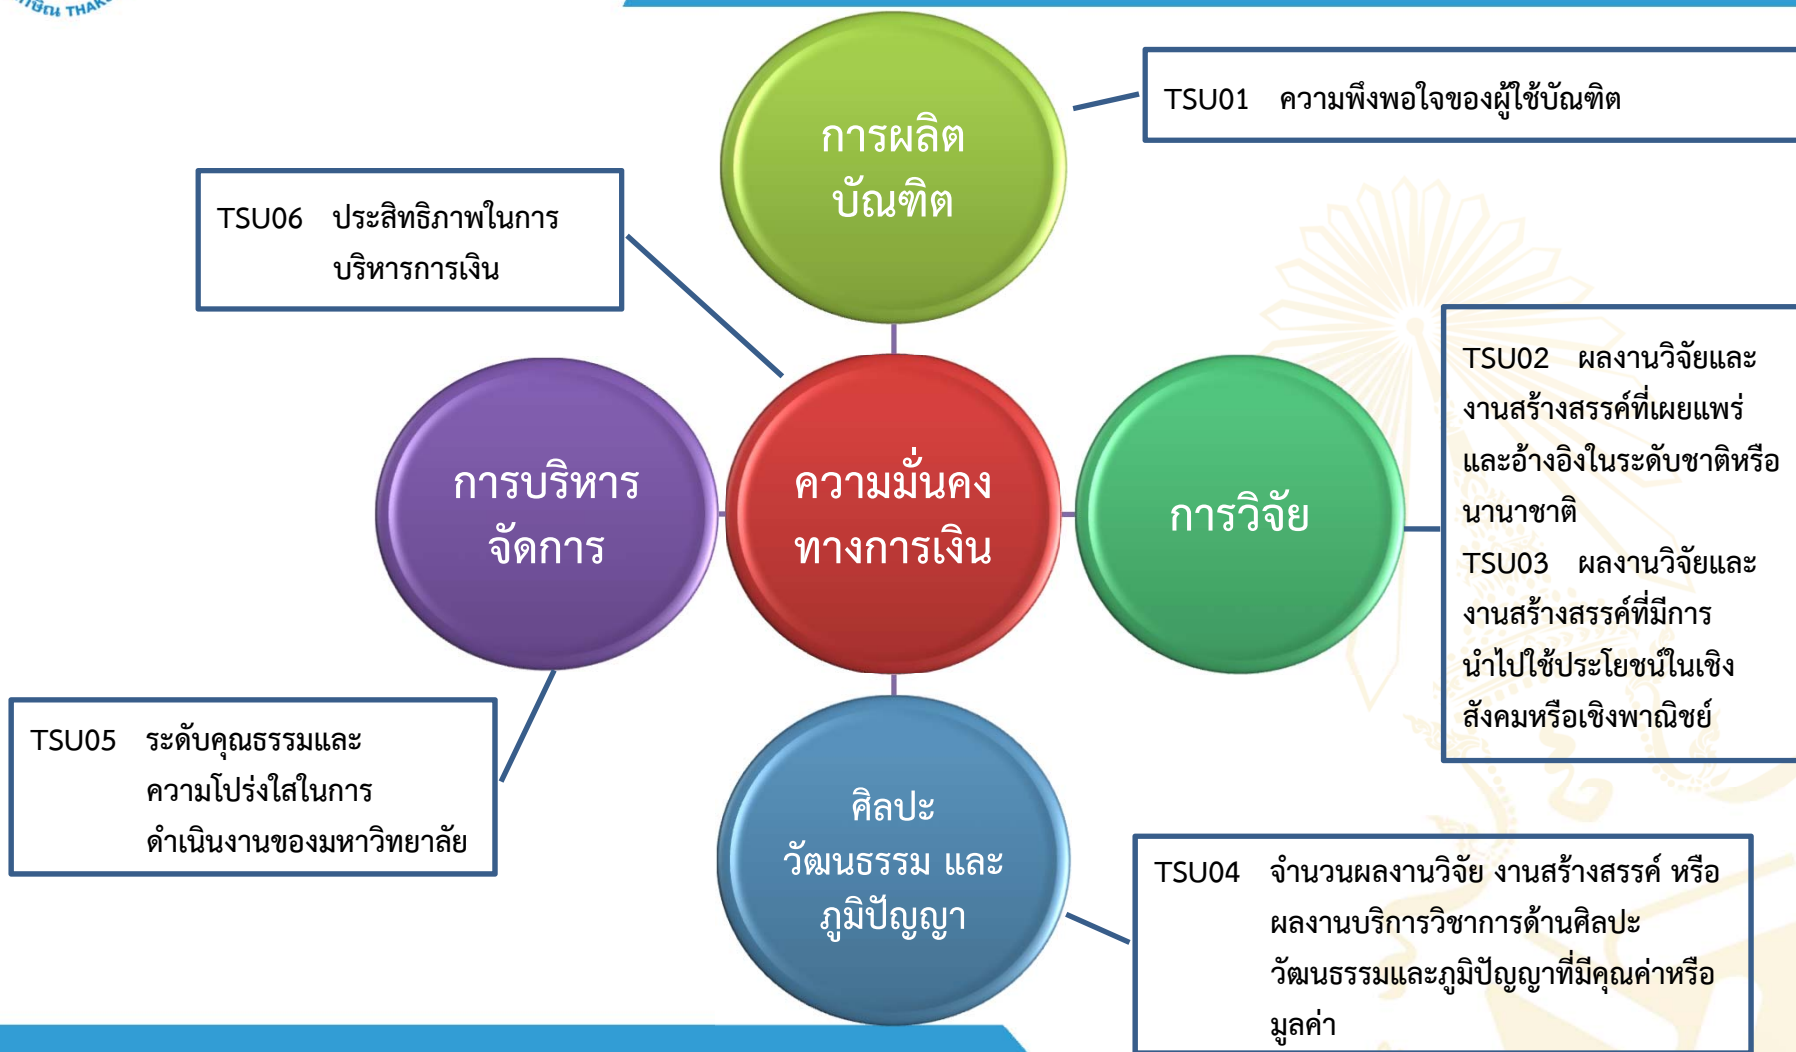 TSU01 ความพึงพอใจของผู้ใช้บัณฑิต
การผลิต
บัณฑิต
TSU06 ประสิทธิภาพในการ
บริหารการเงิน
TSU02 ผลงานวิจัยและ
งานสร้างสรรค์ที่เผยแพร่
และอ้างอิงในระดับชาติหรือ
นานาชาติ
TSU03 ผลงานวิจัยและ
งานสร้างสรรค์ที่มีการ
นำไปใช้ประโยชน์ในเชิง
สังคมหรือเชิงพาณิชย์
การบริหาร
จัดการ
ความมั่นคง
ทางการเงิน
การวิจัย
TSU05 ระดับคุณธรรมและ
ความโปร่งใสในการ
ดำเนินงานของมหาวิทยาลัย
ศิลปะ
วัฒนธรรม และ
ภูมิปัญญา
TSU04 จำนวนผลงานวิจัย งานสร้างสรรค์ หรือ
ผลงานบริการวิชาการด้านศิลปะ
วัฒนธรรมและภูมิปัญญาที่มีคุณค่าหรือ
มูลค่า